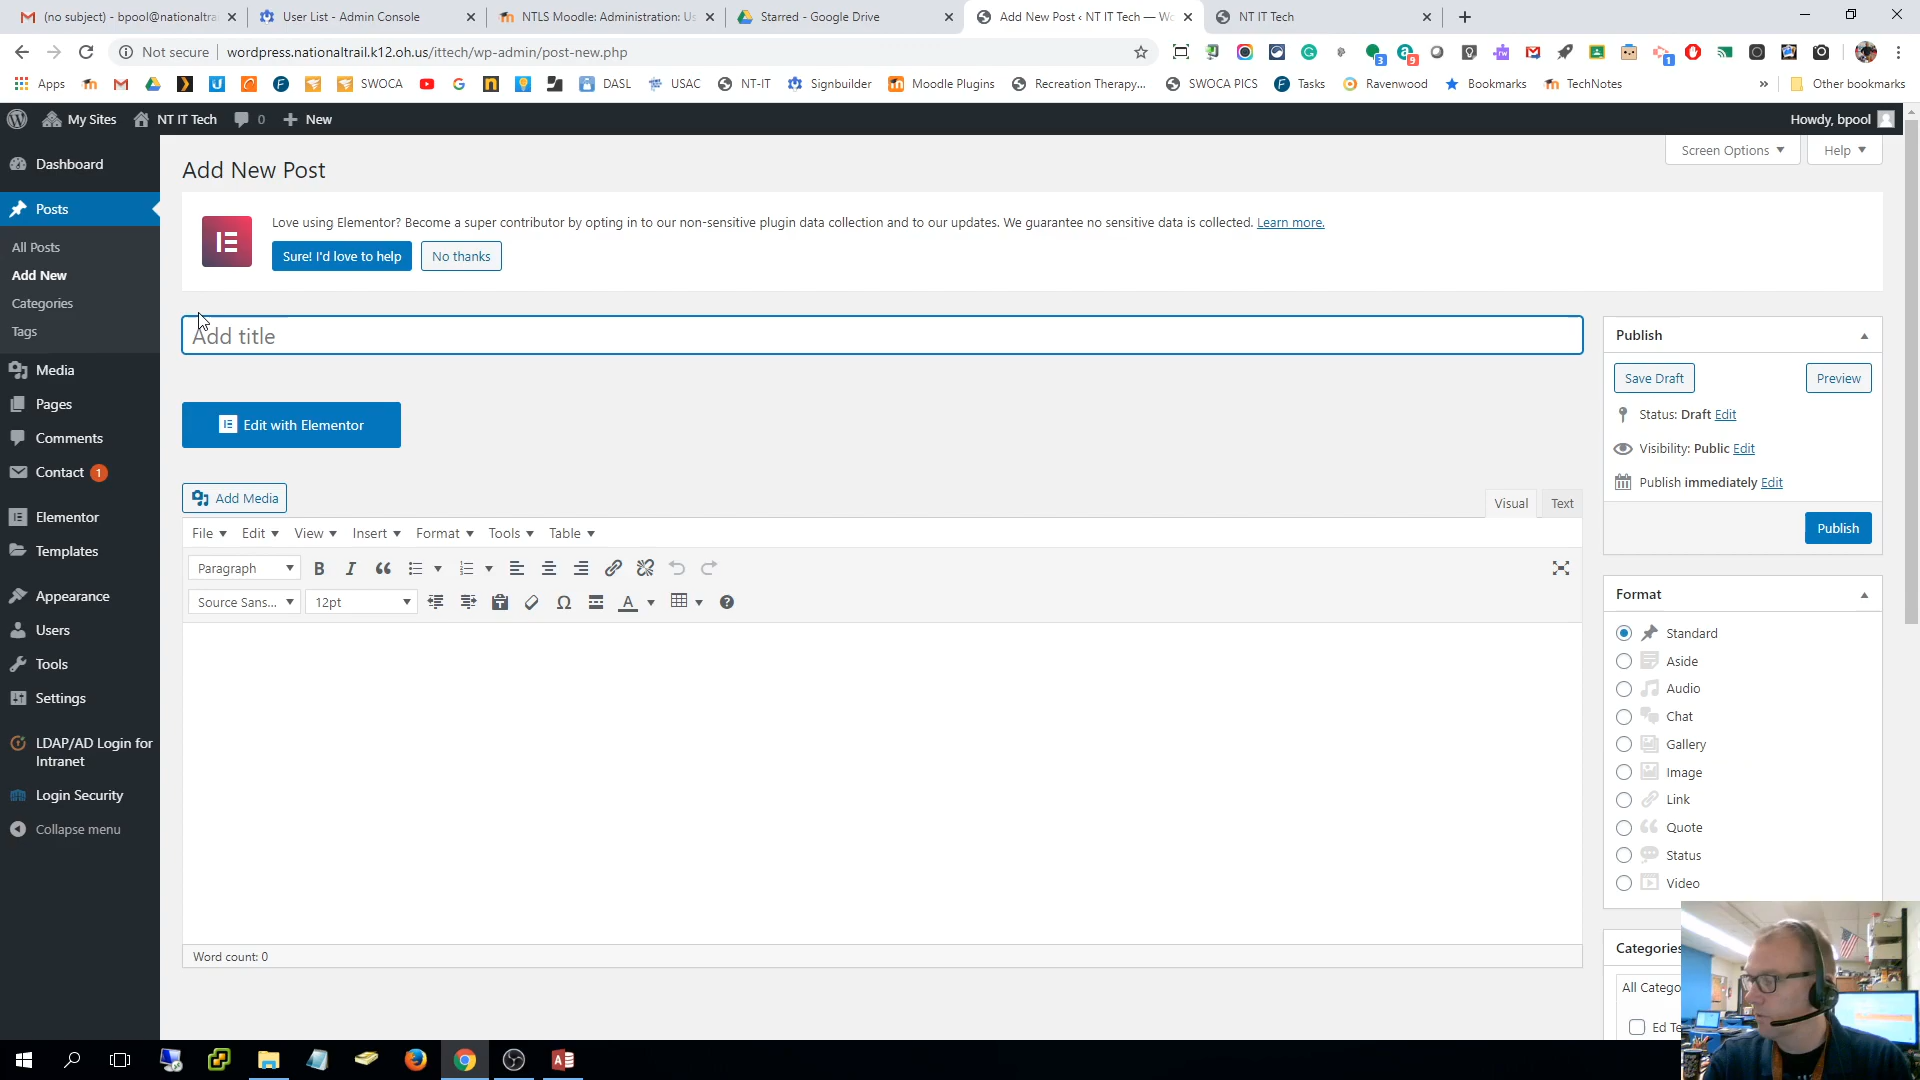 (no subject) - bpool@nationaltra
User List - Admin Console
NTLS Moodle: Administration: Us
Starred - Google Drive
Add New Post ‹ NT IT Tech — Wo
NT IT Tech
Not secure
wordpress.nationaltrail.k12.oh.us/ittech/wp-admin/post-new.php
3
9
1
Apps
SWOCA
DASL
USAC
NT-IT
Signbuilder
Moodle Plugins
Recreation Therapy...
SWOCA PICS
Tasks
Ravenwood
Bookmarks
TechNotes
»
Other bookmarks
My Sites
NT IT Tech
0
New
Howdy, bpool
Dashboard
Posts
All Posts
Add New
Categories
Tags
Media
Pages
Comments
Contact 1
Elementor
Templates
Appearance
Users
Tools
Settings
LDAP/AD Login for
Intranet
Login Security
Collapse menu
Screen Options
Help
Add New Post
Love using Elementor? Become a super contributor by opting in to our non-sensitive plugin data collection and to our updates. We guarantee no sensitive data is collected. Learn more.
Sure! I'd love to help
No thanks
Add title
Edit with Elementor
Add Media
Visual
Text
File
Edit
View
Insert
Format
Tools
Table
Paragraph
Source Sans...
12pt
Word count: 0
Publish
Save Draft
Preview
Status: Draft Edit
Visibility: Public Edit
Publish immediately Edit
Publish
Format
Standard
Aside
Audio
Chat
Gallery
Image
Link
Quote
Status
Video
Categories
All Catego
Ed Te